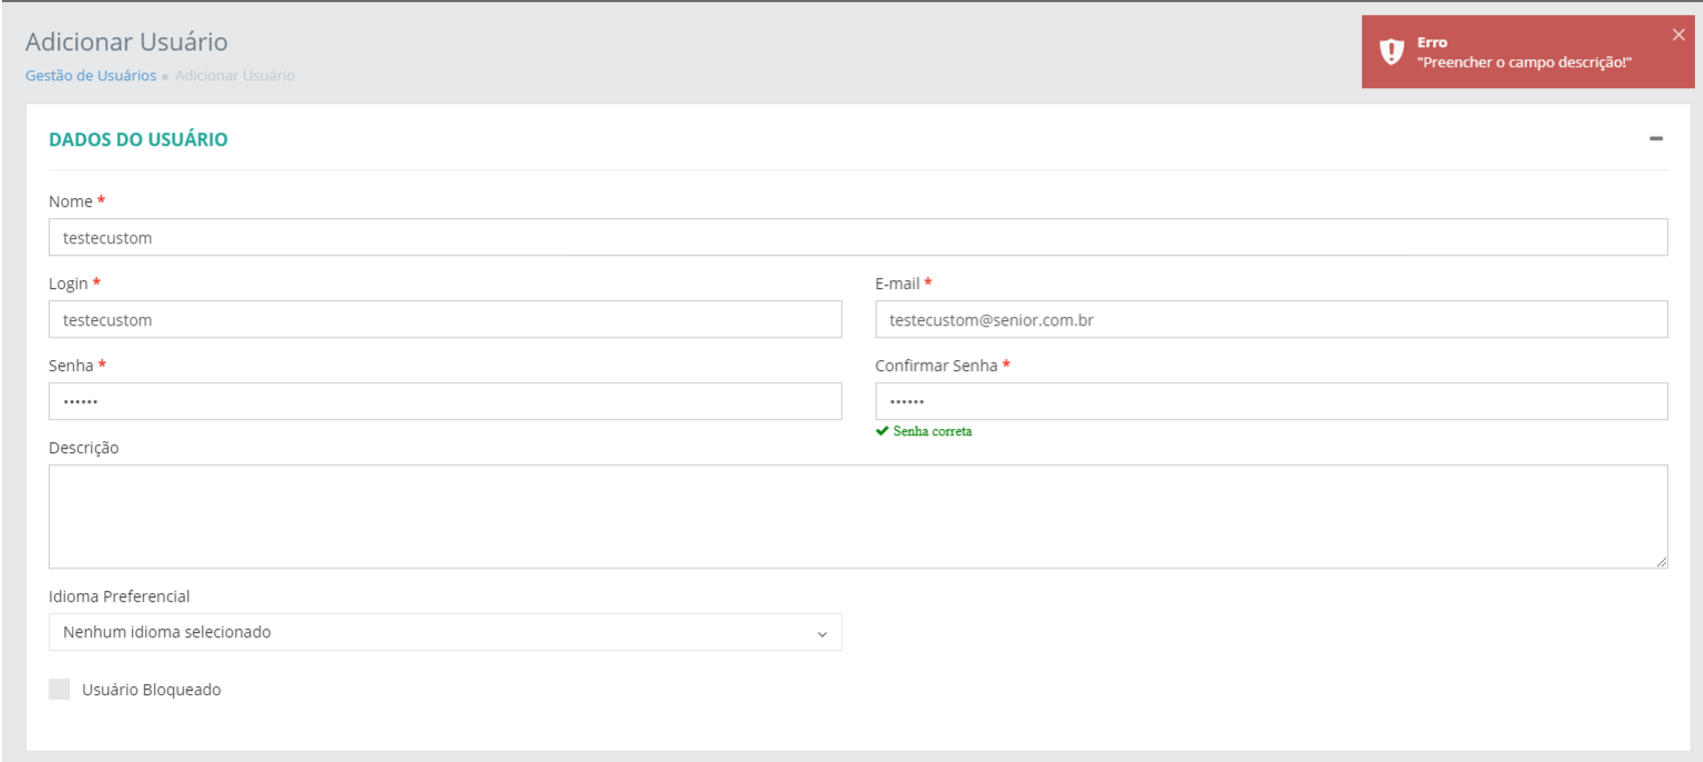 Adicionar Usuário
Gestão de Usuários • Adicionar Usuário
Erro
"Preencher o campo descrição!"
DADOS DO USUÁRIO
Nome *
testecustom
Login *
E-mail *
testecustom
testecustom@senior.com.br
Senha *
Confirmar Senha *
••••••
••••••
Senha correta
Descrição
Idioma Preferencial
Nenhum idioma selecionado
Usuário Bloqueado